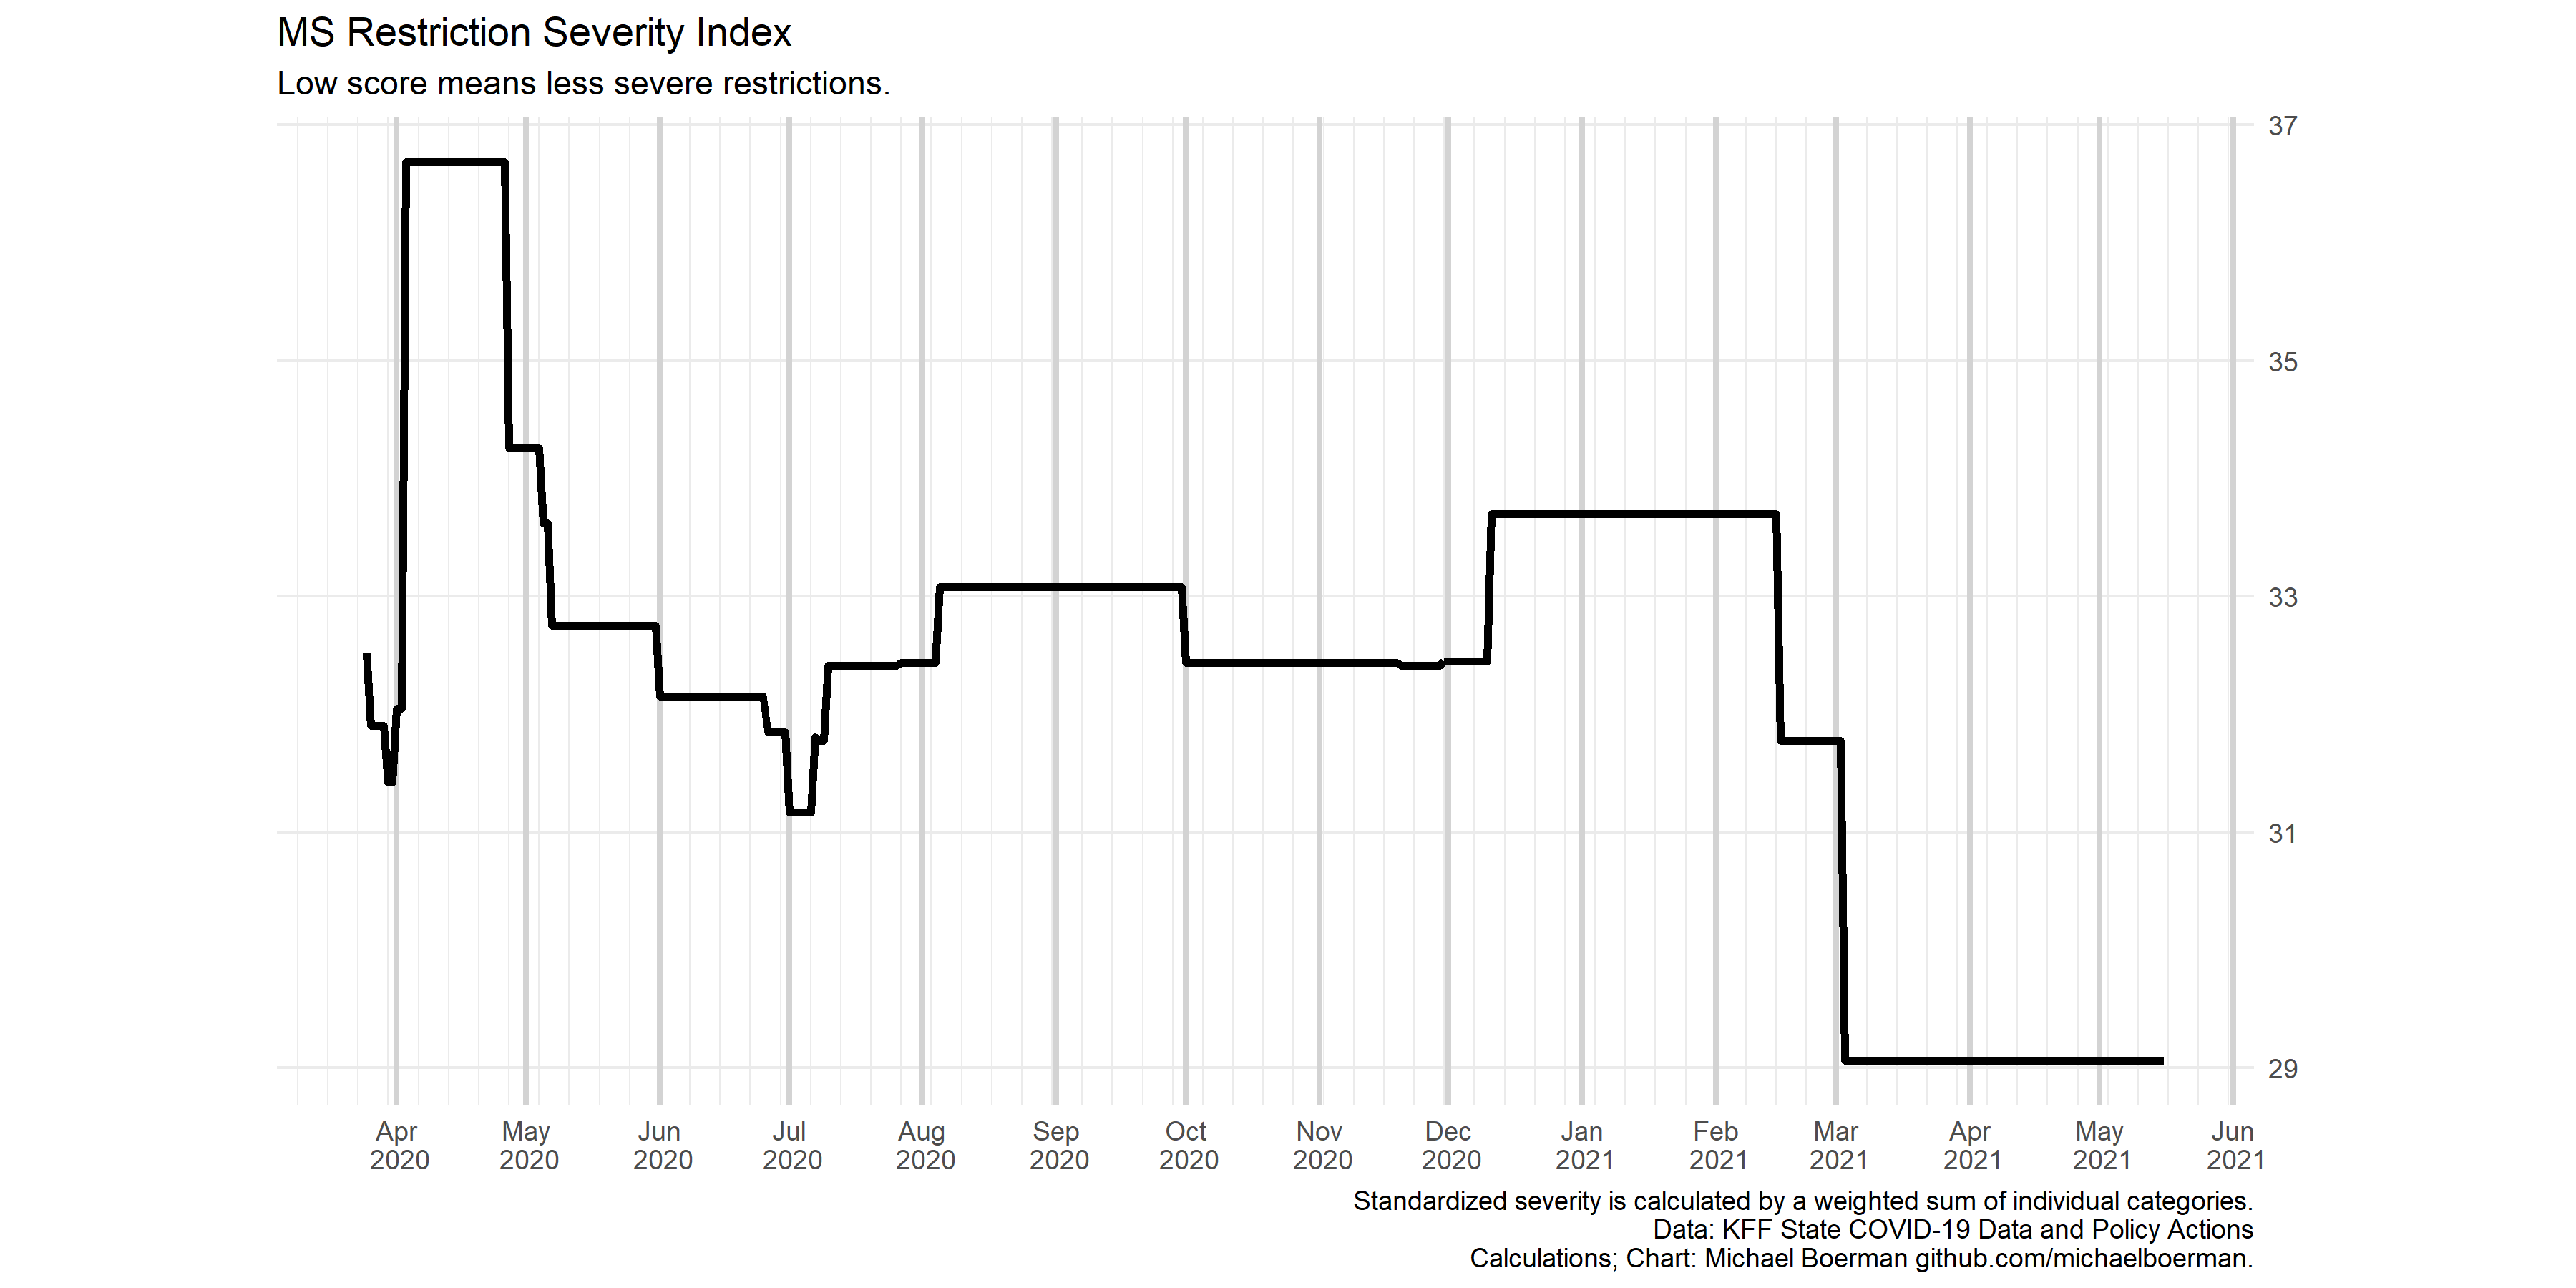 MS Restriction Severity Index
Low score means less severe restrictions.
37
35
33
31
29
Apr May Jun Jul Aug Sep Oct Nov Dec Jan Feb Mar Apr May Jun
2020 2020 2020 2020 2020 2020 2020 2020 2020 2021 2021 2021 2021 2021 2021
Standardized severity is calculated by a weighted sum of individual categories.
Data: KFF State COVID-19 Data and Policy Actions
Calculations; Chart: Michael Boerman github.com/michaelboerman.